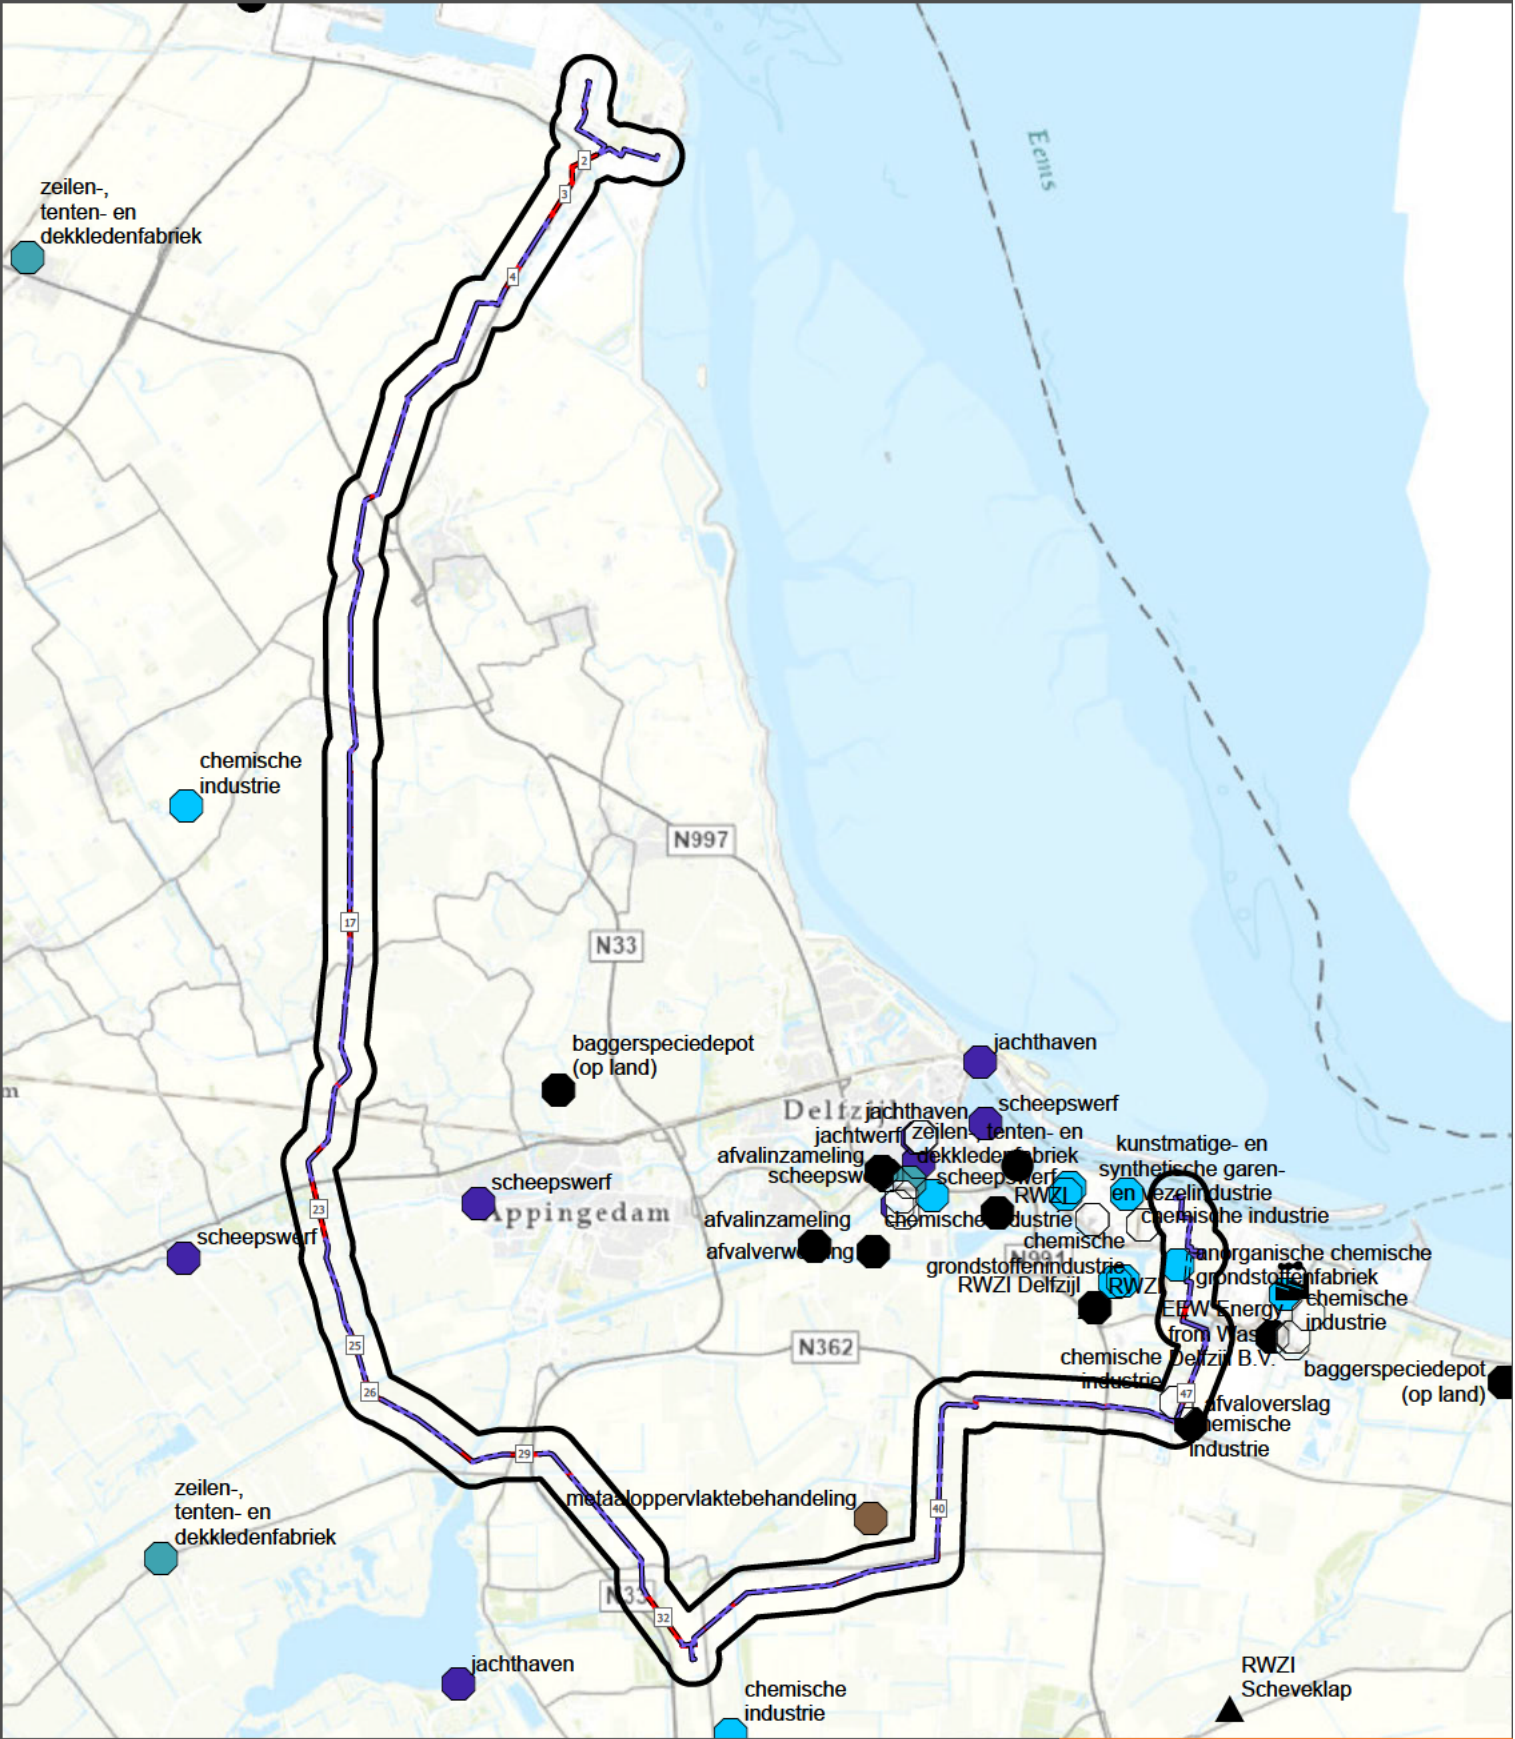 Eems
2
3
zeilen-,
tenten- en
dekkledenfabriek
4
chemische
industrie
N997
17
N33
baggerspeciedepot
(op land)
jachthaven
m
Delfzijl
jachthaven
scheepswerf
jachtwerf
zeilen-, tenten- en
dekkledenfabriek
kunstmatige- en
synthetische garen-
en vezelindustrie
afvalinzameling
scheepswe
scheepswerf
RWZI
scheepswerf
23
Appingedam
scheepswerf
afvalinzameling
chemische industrie
chemische industrie
afvalverwerking
chemische
grondstoffenindustrie
N991
anorganische chemische
grondstoffenfabriek
RWZI Delfzijl
RWZI
EEW Energy
from Waste
Delfzijl B.V.
chemische
industrie
25
N362
chemische
industrie
baggerspeciedepot
(op land)
26
47
afvaloverslag
chemische
industrie
29
zeilen-,
tenten- en
dekkledenfabriek
metaaloppervlaktebehandeling
40
N33
32
jachthaven
RWZI
Scheveklap
chemische
industrie